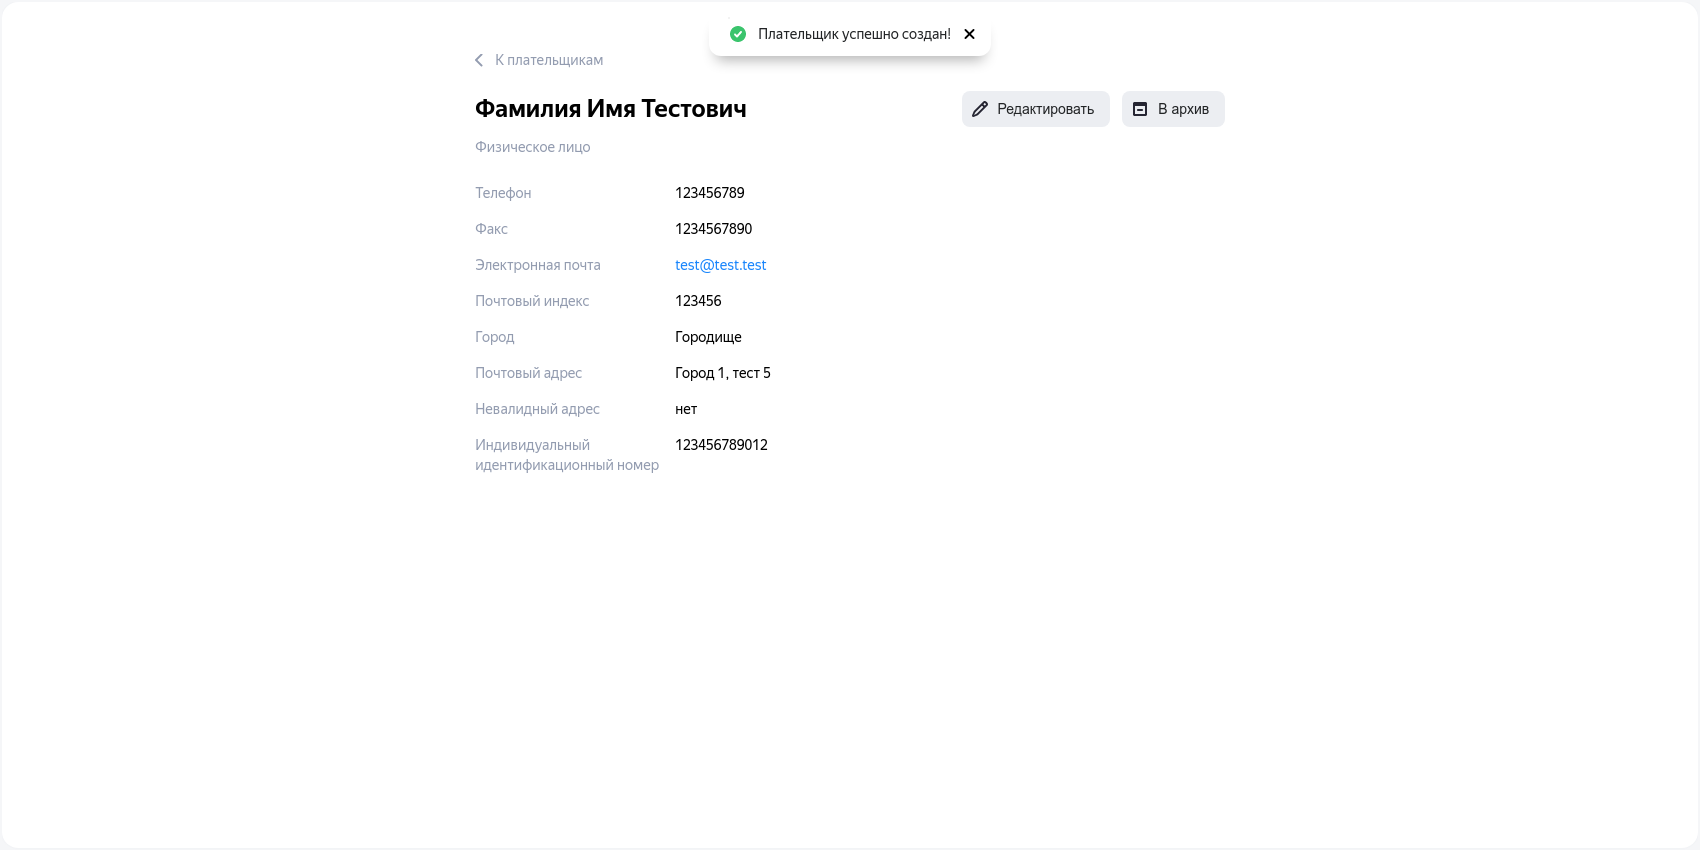 Плательщик успешно создан!
К плательщикам
Фамилия Имя Тестович
Редактировать
В архив
Физическое лицо
Телефон 123456789
Факс 1234567890
Электронная почта test@test.test
Почтовый индекс 123456
Город Городище
Почтовый адрес Город 1, тест 5
Невалидный адрес нет
Индивидуальный 123456789012
идентификационный номер